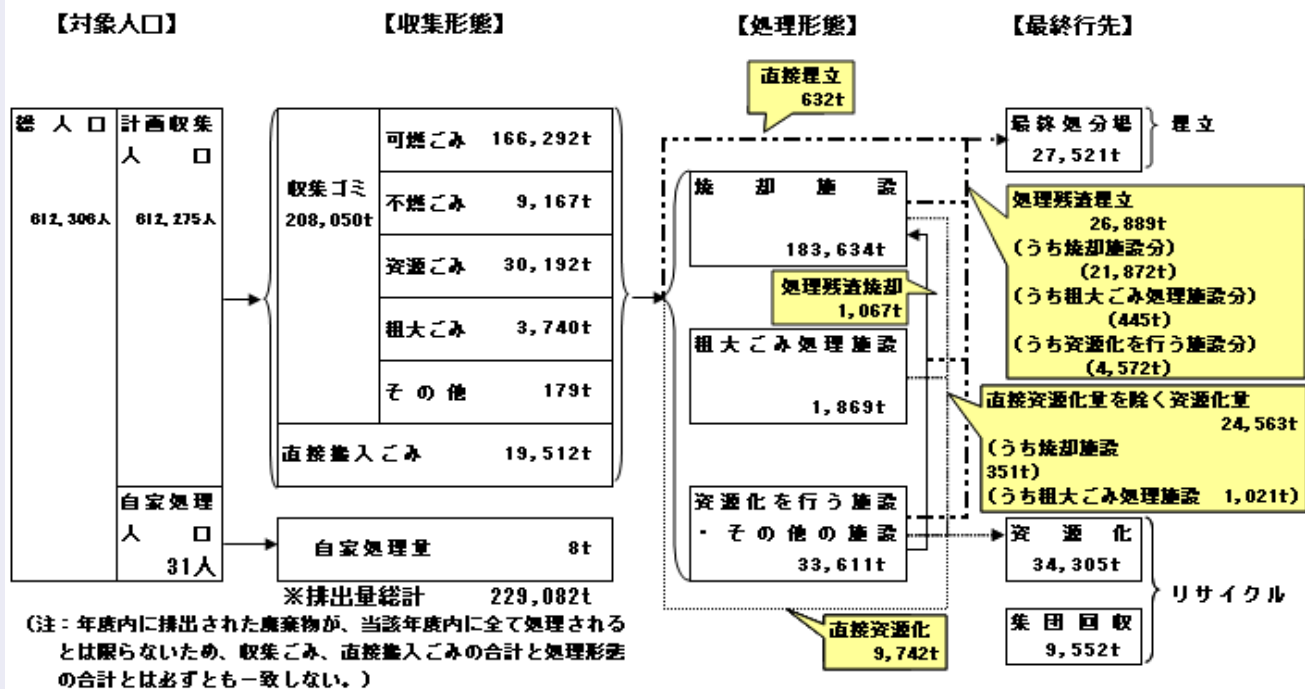 【対象人口】
【収集形態】
【処理形態】
【最終行先】
総人口
612,306人
計画収集
人口
612,275人
自家処理
人口
31人
収集ゴミ
208,050t
可燃ごみ 166,292t
不燃ごみ 9,167t
資源ごみ 30,192t
粗大ごみ 3,740t
その他 179t
直接搬入ごみ 19,512t
自家処理量 8t
※排出量総計 229,082t
(注：年度内に排出された廃棄物が、当該年度内に全て処理される
とは限らないため、収集ごみ、直接搬入ごみの合計と処理形態
の合計とは必ずとも一致しない。)
直接埋立
632t
焼却施設
183,634t
処理残渣焼却
1,067t
粗大ごみ処理施設
1,869t
資源化を行う施設
・その他の施設
33,611t
直接資源化
9,742t
最終処分場
27,521t
埋立
処理残渣埋立
26,889t
(うち焼却施設分)
(21,872t)
(うち粗大ごみ処理施設分)
(445t)
(うち資源化を行う施設分)
(4,572t)
直接資源化量を除く資源化量
24,563t
(うち焼却施設
351t)
(うち粗大ごみ処理施設 1,021t)
資源化
34,305t
集団回収
9,552t
リサイクル